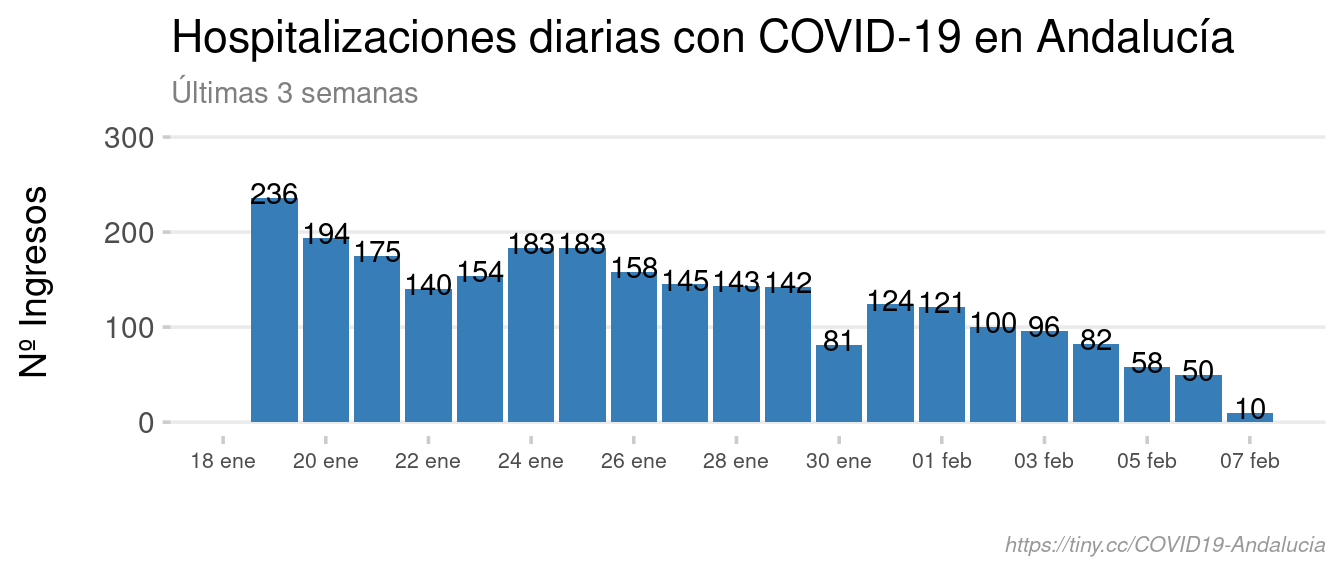 Hospitalizaciones diarias con COVID-19 en Andalucía
Últimas 3 semanas
Nº Ingresos
300
200
100
0
236
194
175
140
154
183
183
158
145
143
142
81
124
121
100
96
82
58
50
10
18 ene
20 ene
22 ene
24 ene
26 ene
28 ene
30 ene
01 feb
03 feb
05 feb
07 feb
https://tiny.cc/COVID19-Andalucia